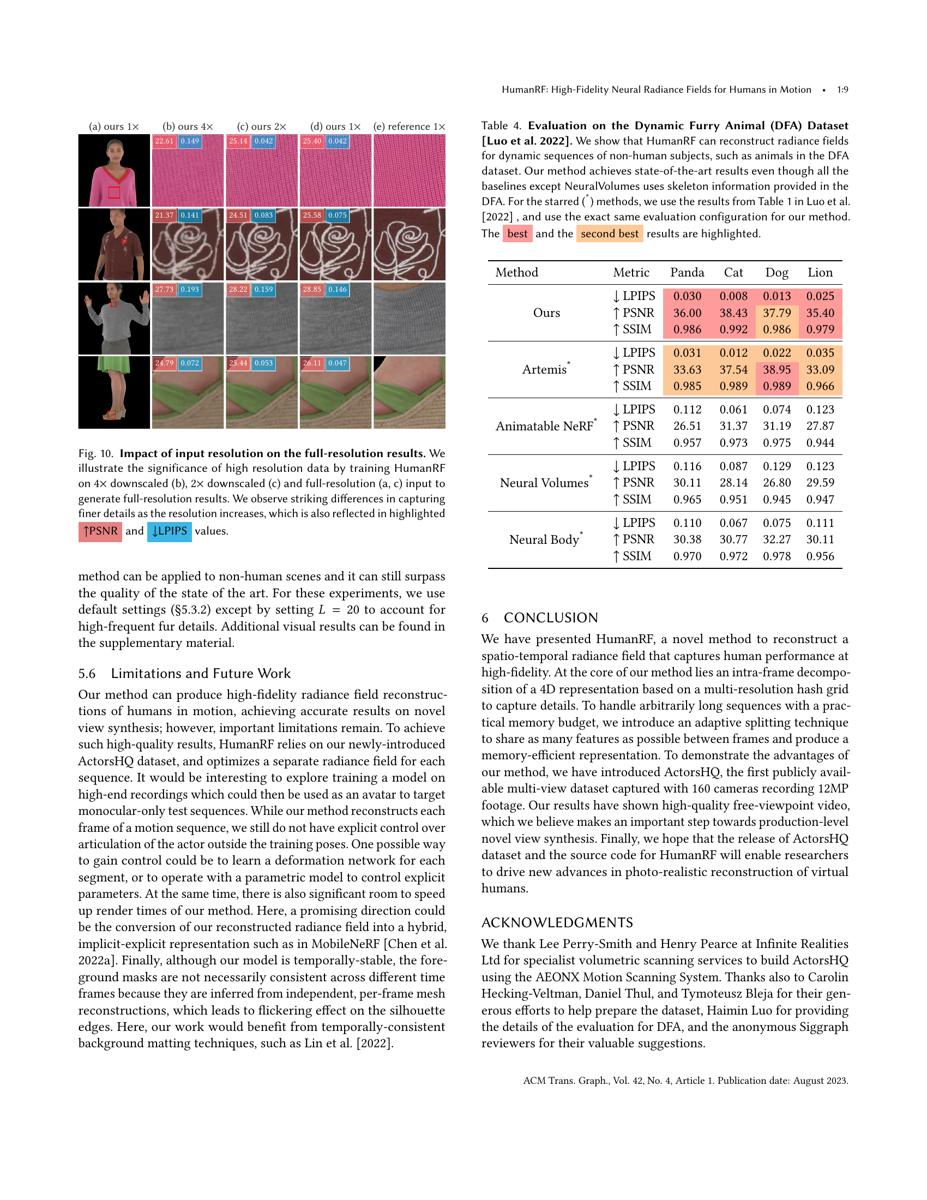 HumanRF: High-Fidelity Neural Radiance Fields for Humans in Motion • 1:9
(a) ours 1× (b) ours 4× (c) ours 2× (d) ours 1× (e) reference 1×
22.61 0.149 25.14 0.042 25.40 0.042
21.37 0.141 24.51 0.083 25.58 0.075
27.73 0.193 28.22 0.159 28.85 0.146
24.79 0.072 25.44 0.053 26.11 0.047
Fig. 10. Impact of input resolution on the full-resolution results. We
illustrate the significance of high resolution data by training HumanRF
on 4× downscaled (b), 2× downscaled (c) and full-resolution (a, c) input to
generate full-resolution results. We observe striking differences in capturing
finer details as the resolution increases, which is also reflected in highlighted
↑PSNR and ↓LPIPS values.
method can be applied to non-human scenes and it can still surpass
the quality of the state of the art. For these experiments, we use
default settings (§5.3.2) except by setting L = 20 to account for
high-frequent fur details. Additional visual results can be found in
the supplementary material.
5.6 Limitations and Future Work
Our method can produce high-fidelity radiance field reconstruc-
tions of humans in motion, achieving accurate results on novel
view synthesis; however, important limitations remain. To achieve
such high-quality results, HumanRF relies on our newly-introduced
ActorsHQ dataset, and optimizes a separate radiance field for each
sequence. It would be interesting to explore training a model on
high-end recordings which could then be used as an avatar to target
monocular-only test sequences. While our method reconstructs each
frame of a motion sequence, we still do not have explicit control over
articulation of the actor outside the training poses. One possible way
to gain control could be to learn a deformation network for each
segment, or to operate with a parametric model to control explicit
parameters. At the same time, there is also significant room to speed
up render times of our method. Here, a promising direction could
be the conversion of our reconstructed radiance field into a hybrid,
implicit-explicit representation such as in MobileNeRF [Chen et al.
2022a]. Finally, although our model is temporally-stable, the fore-
ground masks are not necessarily consistent across different time
frames because they are inferred from independent, per-frame mesh
reconstructions, which leads to flickering effect on the silhouette
edges. Here, our work would benefit from temporally-consistent
background matting techniques, such as Lin et al. [2022].
Table 4. Evaluation on the Dynamic Furry Animal (DFA) Dataset
[Luo et al. 2022]. We show that HumanRF can reconstruct radiance fields
for dynamic sequences of non-human subjects, such as animals in the DFA
dataset. Our method achieves state-of-the-art results even though all the
baselines except NeuralVolumes uses skeleton information provided in the
DFA. For the starred (*) methods, we use the results from Table 1 in Luo et al.
[2022] , and use the exact same evaluation configuration for our method.
The best and the second best results are highlighted.
Method Metric Panda Cat Dog Lion
↓ LPIPS 0.030 0.008 0.013 0.025
Ours ↑ PSNR 36.00 38.43 37.79 35.40
↑ SSIM 0.986 0.992 0.986 0.979
↓ LPIPS 0.031 0.012 0.022 0.035
Artemis* ↑ PSNR 33.63 37.54 38.95 33.09
↑ SSIM 0.985 0.989 0.989 0.966
↓ LPIPS 0.112 0.061 0.074 0.123
Animatable NeRF* ↑ PSNR 26.51 31.37 31.19 27.87
↑ SSIM 0.957 0.973 0.975 0.944
↓ LPIPS 0.116 0.087 0.129 0.123
Neural Volumes* ↑ PSNR 30.11 28.14 26.80 29.59
↑ SSIM 0.965 0.951 0.945 0.947
↓ LPIPS 0.110 0.067 0.075 0.111
Neural Body* ↑ PSNR 30.38 30.77 32.27 30.11
↑ SSIM 0.970 0.972 0.978 0.956
6 CONCLUSION
We have presented HumanRF, a novel method to reconstruct a
spatio-temporal radiance field that captures human performance at
high-fidelity. At the core of our method lies an intra-frame decompo-
sition of a 4D representation based on a multi-resolution hash grid
to capture details. To handle arbitrarily long sequences with a prac-
tical memory budget, we introduce an adaptive splitting technique
to share as many features as possible between frames and produce a
memory-efficient representation. To demonstrate the advantages of
our method, we have introduced ActorsHQ, the first publicly avail-
able multi-view dataset captured with 160 cameras recording 12MP
footage. Our results have shown high-quality free-viewpoint video,
which we believe makes an important step towards production-level
novel view synthesis. Finally, we hope that the release of ActorsHQ
dataset and the source code for HumanRF will enable researchers
to drive new advances in photo-realistic reconstruction of virtual
humans.
ACKNOWLEDGMENTS
We thank Lee Perry-Smith and Henry Pearce at Infinite Realities
Ltd for specialist volumetric scanning services to build ActorsHQ
using the AEONX Motion Scanning System. Thanks also to Carolin
Hecking-Veltman, Daniel Thul, and Tymoteusz Bleja for their gen-
erous efforts to help prepare the dataset, Haimin Luo for providing
the details of the evaluation for DFA, and the anonymous Siggraph
reviewers for their valuable suggestions.
ACM Trans. Graph., Vol. 42, No. 4, Article 1. Publication date: August 2023.